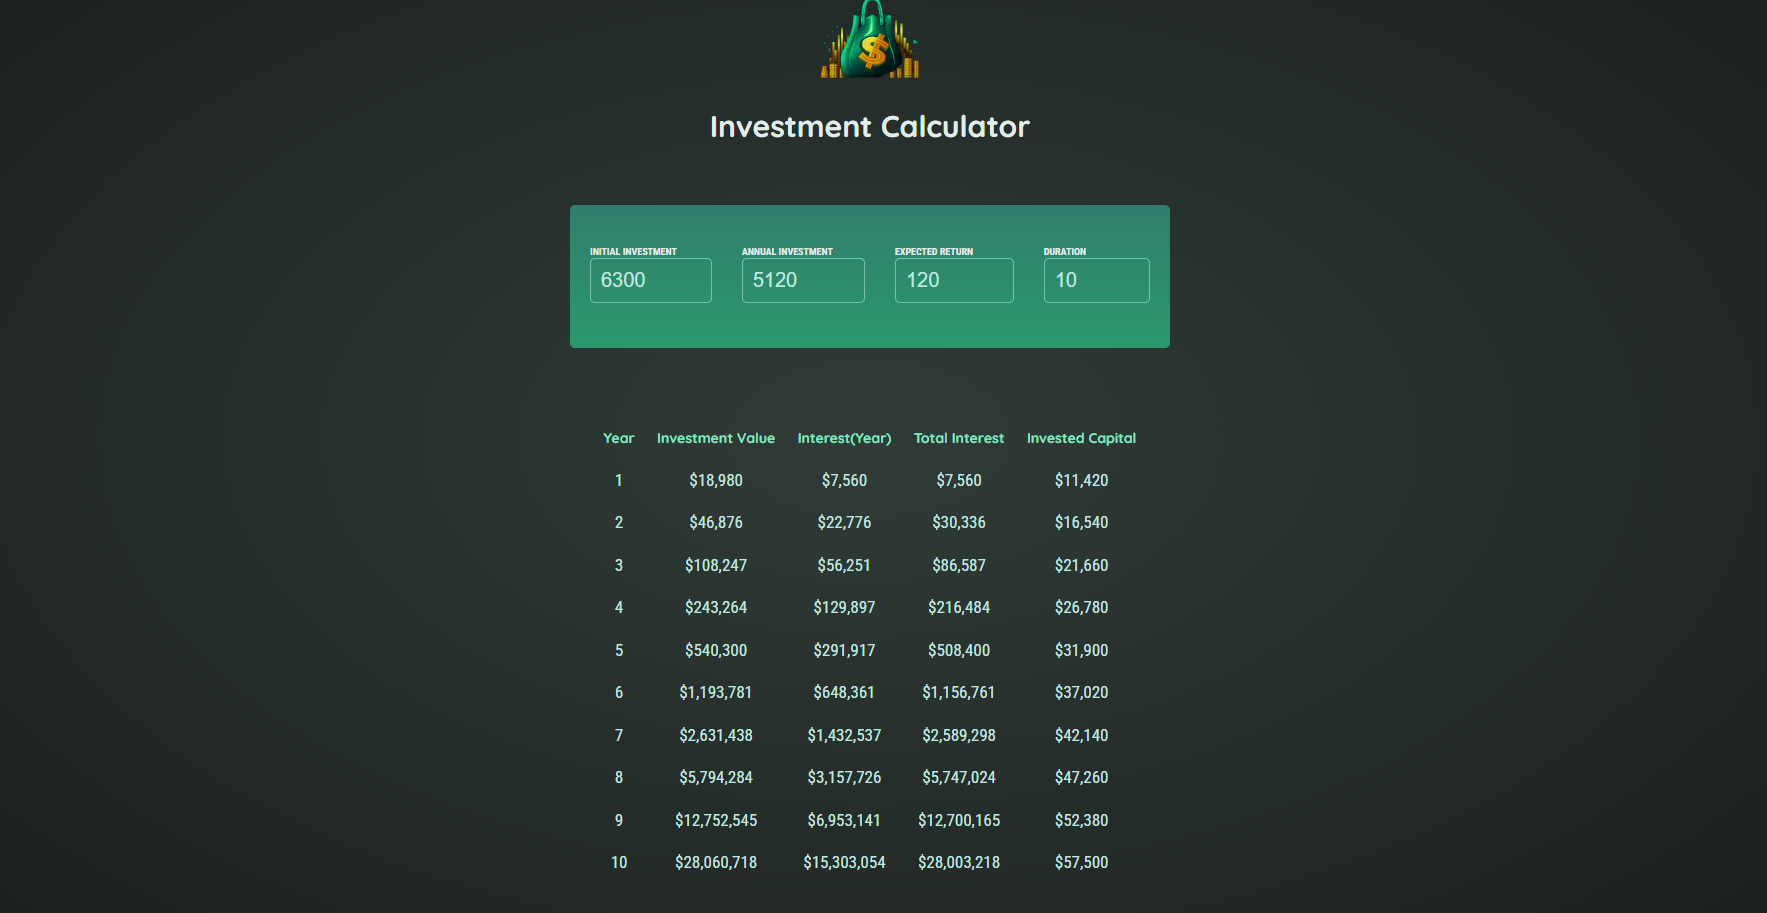 $
Investment Calculator
INITIAL INVESTMENT ANNUAL INVESTMENT EXPECTED RETURN DURATION
6300 5120 120 10
Year Investment Value Interest(Year) Total Interest Invested Capital
1 $18,980 $7,560 $7,560 $11,420
2 $46,876 $22,776 $30,336 $16,540
3 $108,247 $56,251 $86,587 $21,660
4 $243,264 $129,897 $216,484 $26,780
5 $540,300 $291,917 $508,400 $31,900
6 $1,193,781 $648,361 $1,156,761 $37,020
7 $2,631,438 $1,432,537 $2,589,298 $42,140
8 $5,794,284 $3,157,726 $5,747,024 $47,260
9 $12,752,545 $6,953,141 $12,700,165 $52,380
10 $28,060,718 $15,303,054 $28,003,218 $57,500